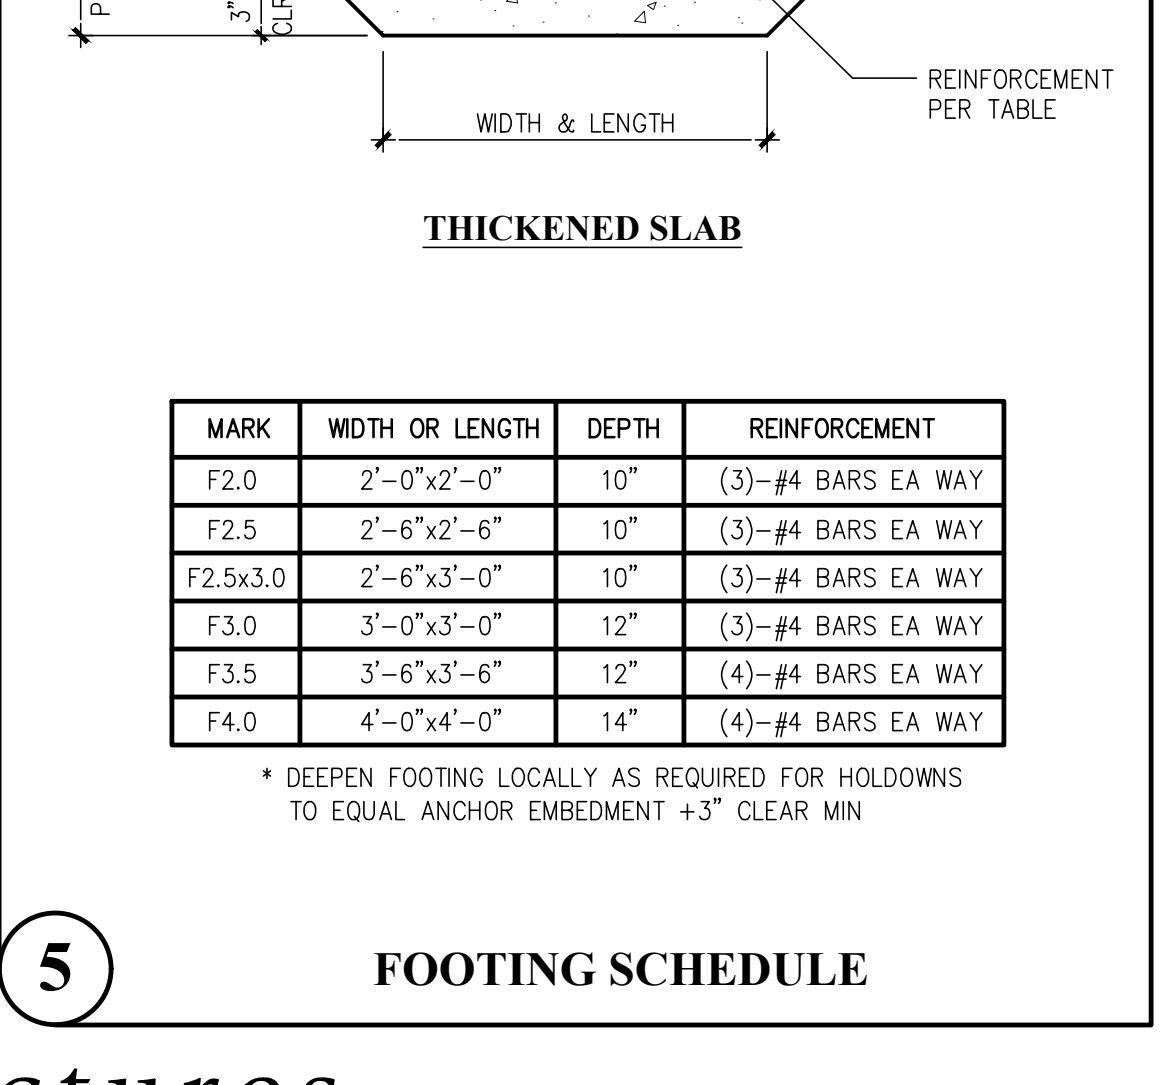 3"
CLR
REINFORCEMENT
PER TABLE
WIDTH & LENGTH
THICKENED SLAB
MARK WIDTH OR LENGTH DEPTH REINFORCEMENT
F2.0 2'-0"x2'-0" 10" (3)-#4 BARS EA WAY
F2.5 2'-6"x2'-6" 10" (3)-#4 BARS EA WAY
F2.5x3.0 2'-6"x3'-0" 10" (3)-#4 BARS EA WAY
F3.0 3'-0"x3'-0" 12" (3)-#4 BARS EA WAY
F3.5 3'-6"x3'-6" 12" (4)-#4 BARS EA WAY
F4.0 4'-0"x4'-0" 14" (4)-#4 BARS EA WAY
* DEEPEN FOOTING LOCALLY AS REQUIRED FOR HOLDOWNS
TO EQUAL ANCHOR EMBEDMENT +3" CLEAR MIN
5 FOOTING SCHEDULE